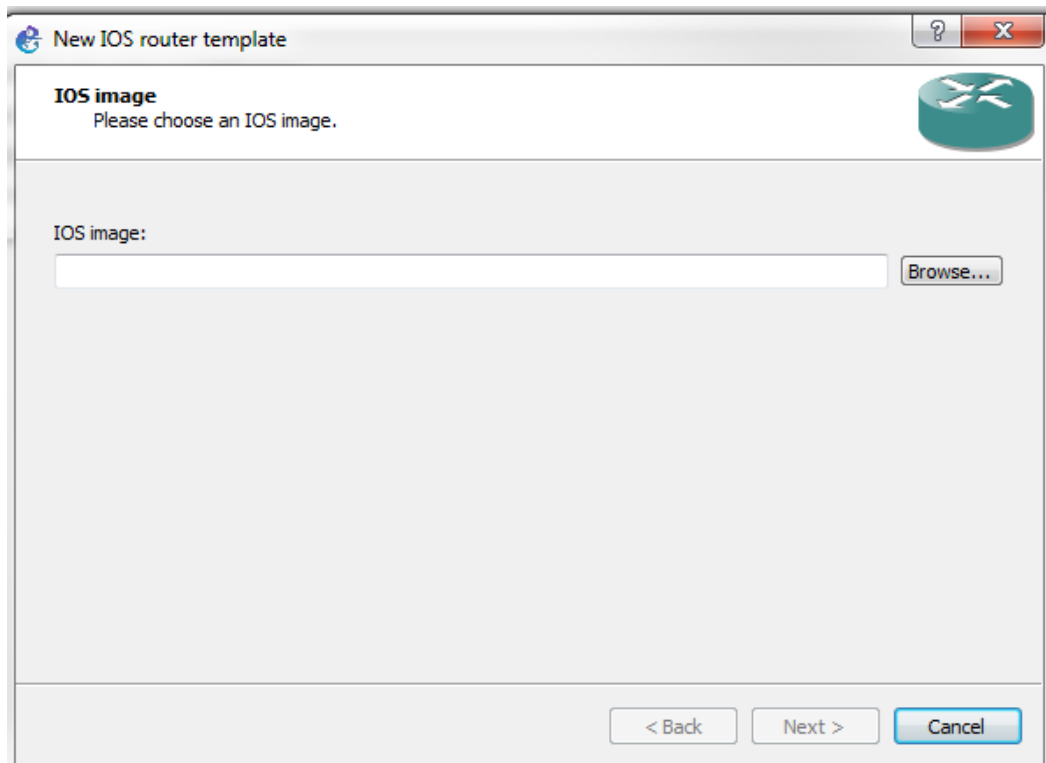 New IOS router template
?
X
IOS image
Please choose an IOS image.
IOS image:
Browse...
< Back
Next >
Cancel